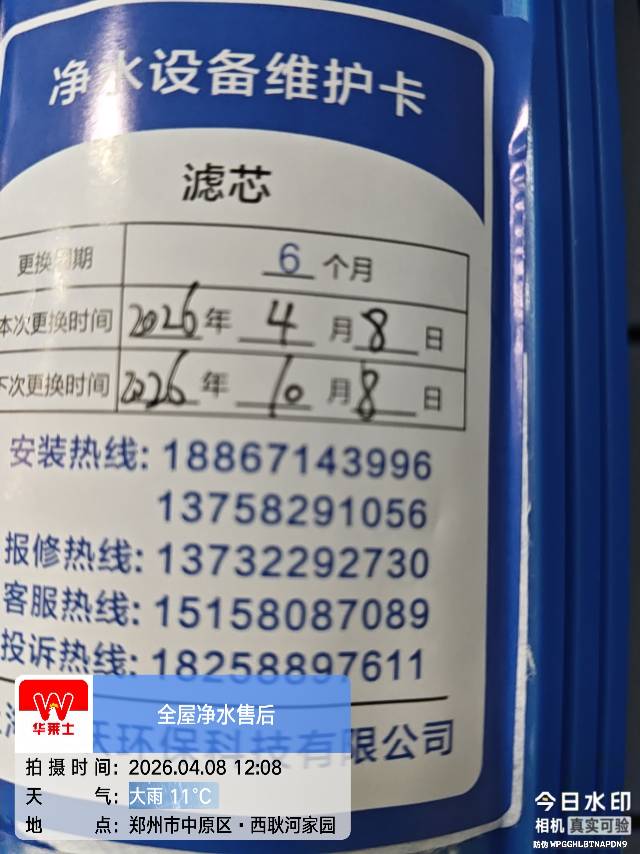 净水设备维护卡
滤芯
更换周期 6 个月
本次更换时间 2026 年 4 月 8 日
下次更换时间 2026 年 10 月 8 日
安装热线: 18867143996
13758291056
报修热线: 13732292730
客服热线: 15158087089
投诉热线: 18258897611
环保科技有限公司
华莱士
全屋净水售后
拍摄时间: 2026.04.08 12:08
天气: 大雨 11°C
地点: 郑州市中原区·西耿河家园
今日水印
相机 真实可验
防伪 WPGGHLBTNAPDN9